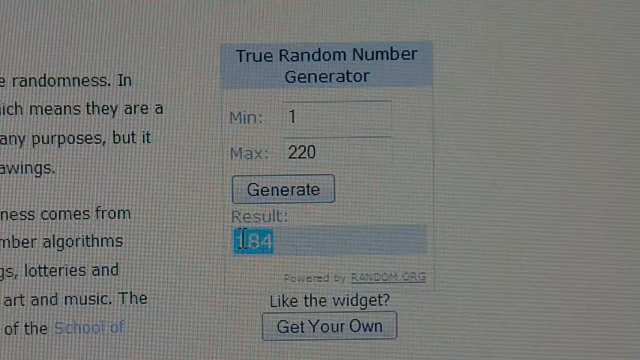 e randomness. In
ich means they are a
any purposes, but it
awings.
ness comes from
mber algorithms
gs, lotteries and
art and music. The
of the School of
True Random Number
Generator
Min: 1
Max: 220
Generate
Result:
184
Powered by RANDOM.ORG
Like the widget?
Get Your Own